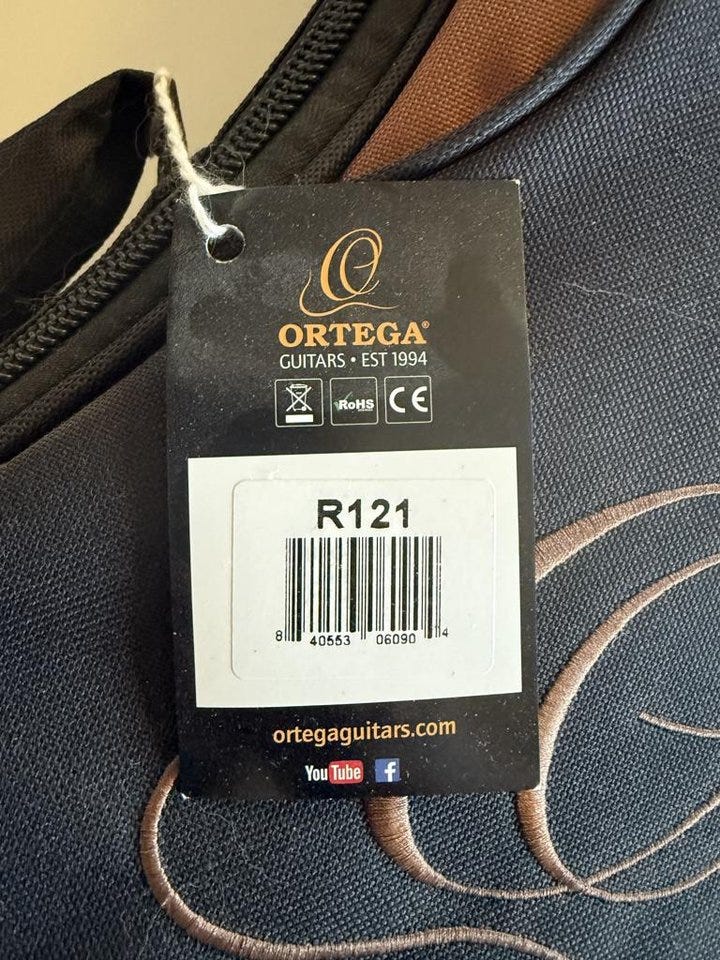 ORTEGA®
GUITARS • EST 1994
RoHS CE
R121
8 40553 06090 4
ortegaguitars.com
YouTube f